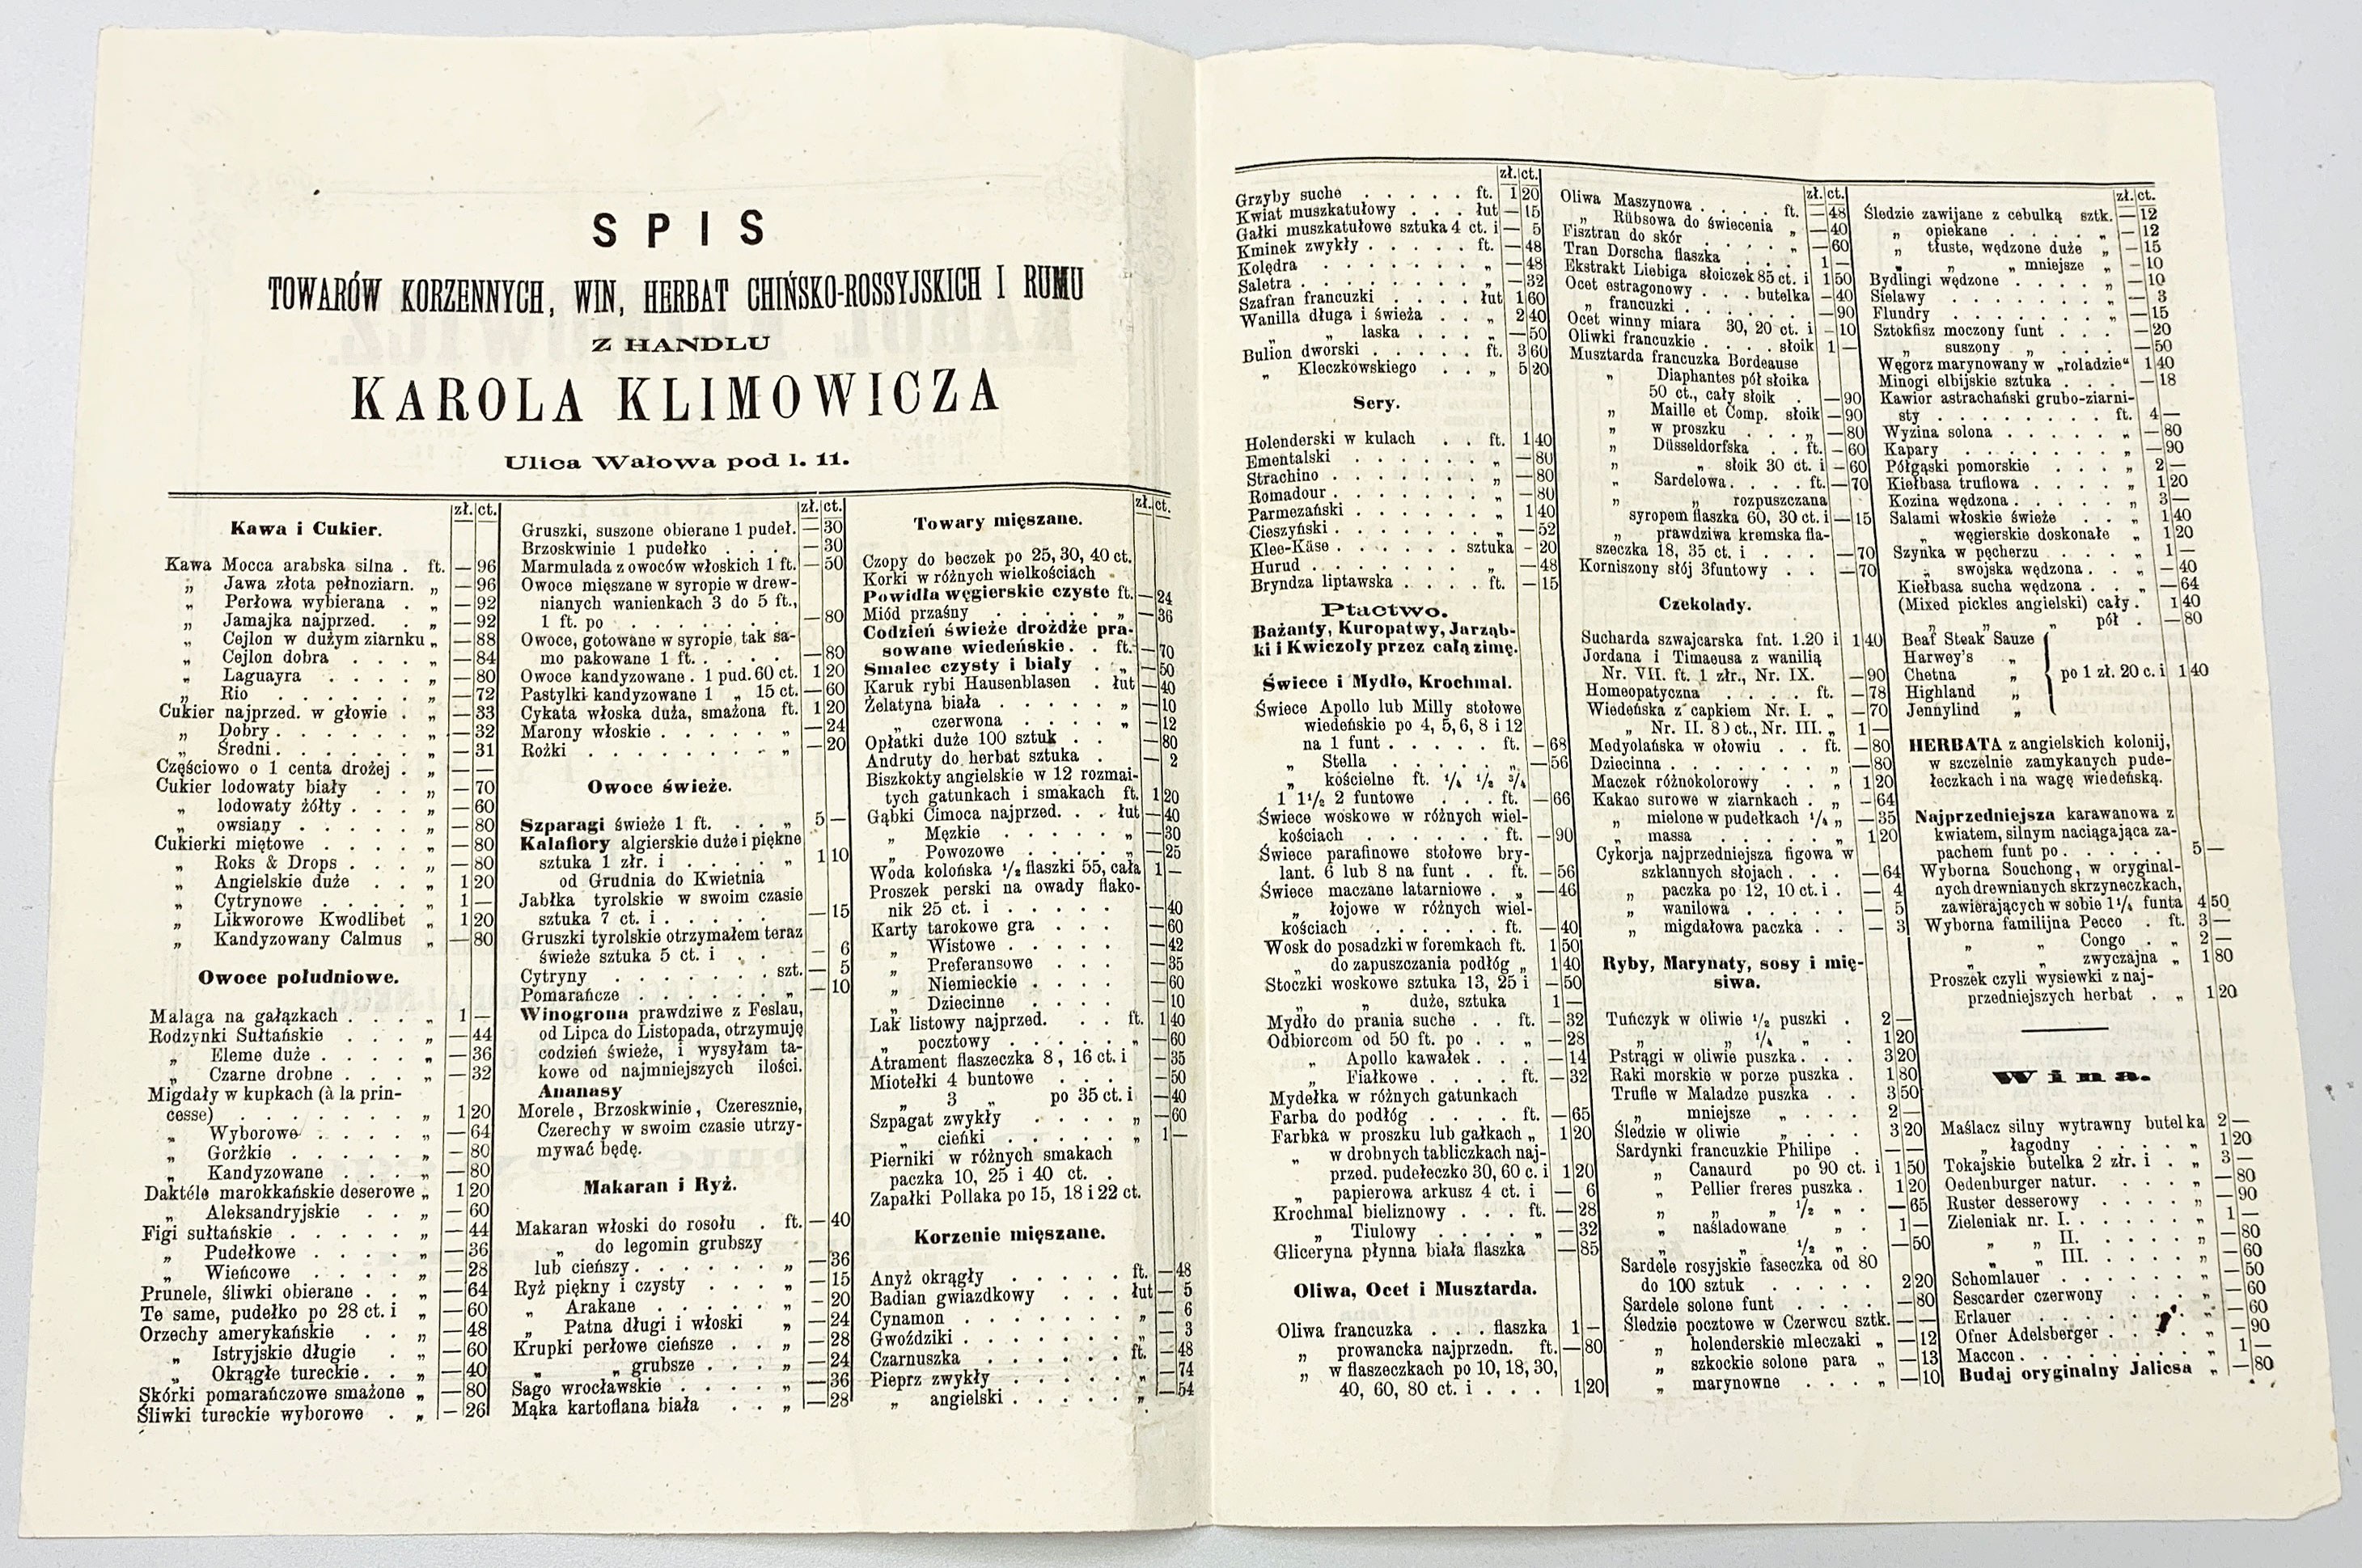 SPIS
TOWARÓW KORZENNYCH, WIN, HERBAT CHIŃSKO-ROSSYJSKICH I RUMU
Z HANDLU
KAROLA KLIMOWICZA
Ulica Wałowa pod l. 11.
zł. ct.
Kawa i Cukier.
Kawa Mocca arabska silna . ft. — 96
„ Jawa złota pełnoziarn. „ — 96
„ Perłowa wybierana . „ — 92
„ Jamajka najprzed. . „ — 92
„ Cejlon w dużym ziarnku „ — 88
„ Cejlon dobra . . . „ — 84
„ Laguayra . . . . „ — 80
„ Rio . . . . . . „ — 72
Cukier najprzed. w głowie . „ — 33
„ Dobry . . . . . . „ — 32
„ Średni . . . . . . „ — 31
Częściowo o 1 centa drożej . „ — —
Cukier lodowaty biały . . „ — 70
„ lodowaty żółty . . . „ — 60
„ owsiany . . . . . „ — 80
Cukierki miętowe . . . . „ — 80
„ Roks & Drops . . . „ — 80
„ Angielskie duże . . „ 1 20
„ Cytrynowe . . . . „ 1 —
„ Likworowe Kwodlibet „ 1 20
„ Kandyzowany Calmus „ — 80
Owoce południowe.
Malaga na gałązkach . . . „ 1 —
Rodzynki Sułtańskie . . . „ — 44
„ Eleme duże . . . . „ — 36
„ Czarne drobne . . . „ — 32
Migdały w kupkach (à la prin-
cesse) . . . . . . . „ 1 20
„ Wyborowe . . . . „ — 64
„ Gorżkie . . . . . „ — 80
„ Kandyzowane . . . . „ — 80
Daktéle marokkańskie deserowe „ 1 20
„ Aleksandryjskie . . „ — 60
Figi sułtańskie . . . . . „ — 44
„ Pudełkowe . . . . „ — 36
„ Wieńcowe . . . . „ — 28
Prunele, śliwki obierane . . „ — 64
Te same, pudełko po 28 ct. i „ — 60
Orzechy amerykańskie . . „ — 48
„ Istryjskie długie . „ — 60
„ Okrągłe tureckie . . „ — 40
Skórki pomarańczowe smażone „ — 80
Śliwki tureckie wyborowe . „ — 26
zł. ct.
Gruszki, suszone obierane 1 pudeł. — 30
Brzoskwinie 1 pudełko . . . — 30
Marmulada z owoców włoskich 1 ft. — 50
Owoce mięszane w syropie w drew-
nianych wanienkach 3 do 5 ft.,
1 ft. po . . . . . . — 80
Owoce, gotowane w syropie, tak sa-
mo pakowane 1 ft. . . . . — 80
Owoce kandyzowane . 1 pud. 60 ct. 1 20
Pastylki kandyzowane 1 „ 15 ct. — 60
Cykata włoska duża, smażona ft. 1 20
Marony włoskie . . . . . „ — 24
Rożki . . . . . . . . „ — 20
Owoce świeże.
Szparagi świeże 1 ft. . . „ 5 —
Kalafiory algierskie duże i piękne
sztuka 1 złr. i . . . . „ 1 10
od Grudnia do Kwietnia
Jabłka tyrolskie w swoim czasie
sztuka 7 ct. i . . . . . — 15
Gruszki tyrolskie otrzymałem teraz
świeże sztuka 5 ct. i . . — 6
Cytryny . . . . . . szt. — 5
Pomarańcze . . . . . . „ — 10
Winogrona prawdziwe z Feslau,
od Lipca do Listopada, otrzymuję
codzień świeże, i wysyłam ta-
kowe od najmniejszych ilości.
Ananasy
Morele, Brzoskwinie, Czeresznie,
Czerechy w swoim czasie utrzy-
mywać będę.
Makaran i Ryż.
Makaran włoski do rosołu . ft. — 40
„ do legomin grubszy
lub cieńszy . . . . . . „ — 36
Ryż piękny i czysty . . . „ — 15
„ Arakane . . . . . „ — 20
„ Patna długi i włoski „ — 24
Krupki perłowe cieńsze . . „ — 28
„ „ grubsze . . . „ — 24
Sago wrocławskie . . . . „ — 36
Mąka kartoflana biała . . „ — 28
zł. ct.
Towary mięszane.
Czopy do beczek po 25, 30, 40 ct.
Korki w różnych wielkościach
Powidła węgierskie czyste ft. — 24
Miód przaśny . . . . . „ — 36
Codzień świeże drożdże pra-
sowane wiedeńskie . . ft. — 70
Smalec czysty i biały . „ — 50
Karuk rybi Hausenblasen . łut — 40
Żelatyna biała . . . . . „ — 10
„ czerwona . . . . „ — 12
Opłatki duże 100 sztuk . . — 80
Andruty do herbat sztuka . — 2
Biszkokty angielskie w 12 rozmai-
tych gatunkach i smakach ft. 1 20
Gąbki Cimoca najprzed. . . łut — 40
„ Męzkie . . . . . „ — 30
„ Powozowe . . . . „ — 25
Woda kolońska ½ flaszki 55, cała 1 —
Proszek perski na owady flako-
nik 25 ct. i . . . . . — 40
Karty tarokowe gra . . . — 60
„ Wistowe . . . . — 42
„ Preferansowe . . . — 35
„ Niemieckie . . . . — 60
„ Dziecinne . . . . — 10
Lak listowy najprzed. . . ft. 1 40
„ pocztowy . . . . . „ — 60
Atrament flaszeczka 8, 16 ct. i — 35
Miotełki 4 buntowe . . . — 50
„ 3 „ po 35 ct. i — 40
Szpagat zwykły . . . . „ — 60
„ cieńki . . . . . „ 1 —
Pierniki w różnych smakach
paczka 10, 25 i 40 ct. .
Zapałki Pollaka po 15, 18 i 22 ct.
Korzenie mięszane.
Anyż okrągły . . . . . ft. — 48
Badian gwiazdkowy . . . łut — 5
Cynamon . . . . . . . „ — 6
Gwoździki . . . . . . . „ — 3
Czarnuszka . . . . . . ft. — 48
Pieprz zwykły . . . . . „ — 74
„ angielski . . . . . „ — 54
zł. ct.
Grzyby suche . . . . . ft. 1 20
Kwiat muszkatułowy . . . łut — 15
Gałki muszkatułowe sztuka 4 ct. i — 5
Kminek zwykły . . . . . ft. — 48
Kolędra . . . . . . . „ — 48
Saletra . . . . . . . . „ — 32
Szafran francuzki . . . . łut 1 60
Wanilla długa i świeża . . „ 2 40
„ „ laska . . . „ — 50
Bulion dworski . . . . . ft. 3 60
„ Kleczkowskiego . . „ 5 20
Sery.
Holenderski w kulach . . ft. 1 40
Ementalski . . . . . . „ — 80
Strachino . . . . . . . „ — 80
Romadour . . . . . . . „ — 80
Parmezański . . . . . . „ 1 40
Cieszyński . . . . . . . „ — 52
Klee-Käse . . . . . . sztuka — 20
Hurud . . . . . . . . „ — 48
Bryndza liptawska . . . . ft. — 15
Ptactwo.
Bażanty, Kuropatwy, Jarząb-
ki i Kwiczoły przez całą zimę.
Świece i Mydło, Krochmal.
Świece Apollo lub Milly stołowe
wiedeńskie po 4, 5, 6, 8 i 12
na 1 funt . . . . . ft. — 68
„ Stella . . . . . „ — 56
„ kościelne ft. ¼ ½ ¾
1 1½ 2 funtowe . . . ft. — 66
Świece woskowe w różnych wiel-
kościach . . . . . . ft. — 90
Świece parafinowe stołowe bry-
lant. 6 lub 8 na funt . . ft. — 56
Świece maczane latarniowe . „ — 46
„ łojowe w różnych wiel-
kościach . . . . . . ft. — 40
Wosk do posadzki w foremkach ft. 1 50
„ do zapuszczania podłóg „ 1 40
Stoczki woskowe sztuka 13, 25 i — 50
„ „ duże, sztuka 1 —
Mydło do prania suche . . ft. — 32
Odbiorcom od 50 ft. po . . „ — 28
„ Apollo kawałek . . . — 14
„ Fiałkowe . . . . ft. — 32
Mydełka w różnych gatunkach
Farba do podłóg . . . . ft. — 65
Farbka w proszku lub gałkach „ 1 20
„ w drobnych tabliczkach naj-
przed. pudełeczko 30, 60 c. i 1 20
„ papierowa arkusz 4 ct. i — 6
Krochmal bieliznowy . . . ft. — 28
„ Tiulowy . . . . . „ — 32
Gliceryna płynna biała flaszka — 85
Oliwa, Ocet i Musztarda.
Oliwa francuzka . . . flaszka 1 —
„ prowancka najprzedn. ft. — 80
„ w flaszeczkach po 10, 18, 30,
40, 60, 80 ct. i . . . 1 20
zł. ct.
Oliwa Maszynowa . . . . ft. — 48
„ Rübsowa do świecenia „ — 40
Fisztran do skór . . . . „ — 60
Tran Dorscha flaszka . . . 1 —
Ekstrakt Liebiga słoiczek 85 ct. i 1 50
Ocet estragonowy . . . butelka — 40
„ francuzki . . . . . . — 90
Ocet winny miara 30, 20 ct. i — 10
Oliwki francuzkie . . . . słoik 1 —
Musztarda francuzka Bordeause
„ Diaphantes pół słoika
50 ct., cały słoik . — 90
„ Maille et Comp. słoik — 90
„ w proszku . . . „ — 80
„ Düsseldorfska . . ft. — 60
„ „ słoik 30 ct. i — 60
„ Sardelowa . . . . ft. — 70
„ „ rozpuszczana
syropem flaszka 60, 30 ct. i — 15
„ prawdziwa kremska fla-
szeczka 18, 35 ct. i . . . — 70
Korniszony słój 3funtowy . . — 70
Czekolady.
Sucharda szwajcarska fnt. 1.20 i 1 40
Jordana i Timaeusa z wanilią
Nr. VII. ft. 1 złr., Nr. IX. — 90
Homeopatyczna . . . . ft. — 78
Wiedeńska z capkiem Nr. I. „ — 70
„ Nr. II. 80 ct., Nr. III. „ 1 —
Medyolańska w ołowiu . . ft. — 80
Dziecinna . . . . . . . „ — 80
Maczek różnokolorowy . . „ 1 20
Kakao surowe w ziarnkach . „ — 64
„ mielone w pudełkach ¼ „ — 35
„ massa . . . . . . „ 1 20
Cykorja najprzedniejsza figowa w
szklannych słojach . . . — 64
„ paczka po 12, 10 ct. i . — 4
„ wanilowa . . . . . — 5
„ migdałowa paczka . . — 3
Ryby, Marynaty, sosy i mię-
siwa.
Tuńczyk w oliwie ½ puszki . 2 —
„ „ ¼ „ . 1 20
Pstrągi w oliwie puszka . . . 3 20
Raki morskie w porze puszka . 1 80
Trufle w Maladze puszka . . 3 50
„ mniejsze „ . . 2 —
Śledzie w oliwie „ . . . 3 20
Sardynki francuzkie Philipe . — —
„ Canaurd po 90 ct. i 1 50
„ Pellier freres puszka . 1 20
„ „ „ ½ „ . — 65
„ naśladowane „ . 1 —
„ „ ½ „ . — 50
Sardele rosyjskie faseczka od 80
do 100 sztuk . . . . . 2 20
Sardele solone funt . . . . — 80
Śledzie pocztowe w Czerwcu sztk. — —
„ holenderskie mleczaki „ — 12
„ szkockie solone para „ — 13
„ marynowne . . . „ — 10
zł. ct.
Śledzie zawijane z cebulką sztk. — 12
„ opiekane . . . . . „ — 12
„ tłuste, wędzone duże „ — 15
„ „ „ mniejsze „ — 10
Bydlingi wędzone . . . . „ — 10
Sielawy . . . . . . . „ — 3
Flundry . . . . . . . „ — 15
Sztokfisz moczony funt . . . — 20
„ suszony „ . . . — 50
Węgorz marynowany w „roladzie“ 1 40
Minogi elbijskie sztuka . . . — 18
Kawior astrachański grubo-ziarni-
sty . . . . . . . . ft. 4 —
Wyzina solona . . . . . „ — 80
Kapary . . . . . . . . „ — 90
Półgąski pomorskie . . . „ 2 —
Kiełbasa truflowa . . . . „ 1 20
Kozina wędzona . . . . . „ 3 —
Salami włoskie świeże . . „ 1 40
„ węgierskie doskonałe „ 1 20
Szynka w pęcherzu . . . „ 1 —
„ swojska wędzona . . „ — 40
Kiełbasa sucha wędzona . . „ — 64
(Mixed pickles angielski) cały . 1 40
„ „ „ pół . — 80
Beaf Steak Sauze
Harwey's „
Chetna „ po 1 zł. 20 c. i 1 40
Highland „
Jennylind „
HERBATA z angielskich kolonij,
w szczelnie zamykanych pude-
łeczkach i na wagę wiedeńską.
Najprzedniejsza karawanowa z
kwiatem, silnym naciągająca za-
pachem funt po . . . . . 5 —
Wyborna Souchong, w oryginal-
nych drewnianych skrzyneczkach,
zawierających w sobie 1¼ funta 4 50
Wyborna familijna Pecco . ft. 3 —
„ „ Congo . „ 2 —
„ „ zwyczajna „ 1 80
Proszek czyli wysiewki z naj-
przedniejszych herbat . „ 1 20
Wina.
Maślacz silny wytrawny butelka 2 —
„ łagodny . . . . „ 1 20
Tokajskie butelka 2 złr. i . „ 3 —
Oedenburger natur. . . . . „ — 80
Ruster desserowy . . . . „ — 90
Zieleniak nr. I. . . . . . „ 1 —
„ „ II. . . . . „ — 80
„ „ III. . . . . „ — 60
Schomlauer . . . . . . „ — 50
Sescarder czerwony . . . „ — 60
Erlauer . . . . . . . „ — 60
Ofner Adelsberger . . . . „ — 90
Maccon . . . . . . . . „ 1 —
Budaj oryginalny Jalicsa „ — 80